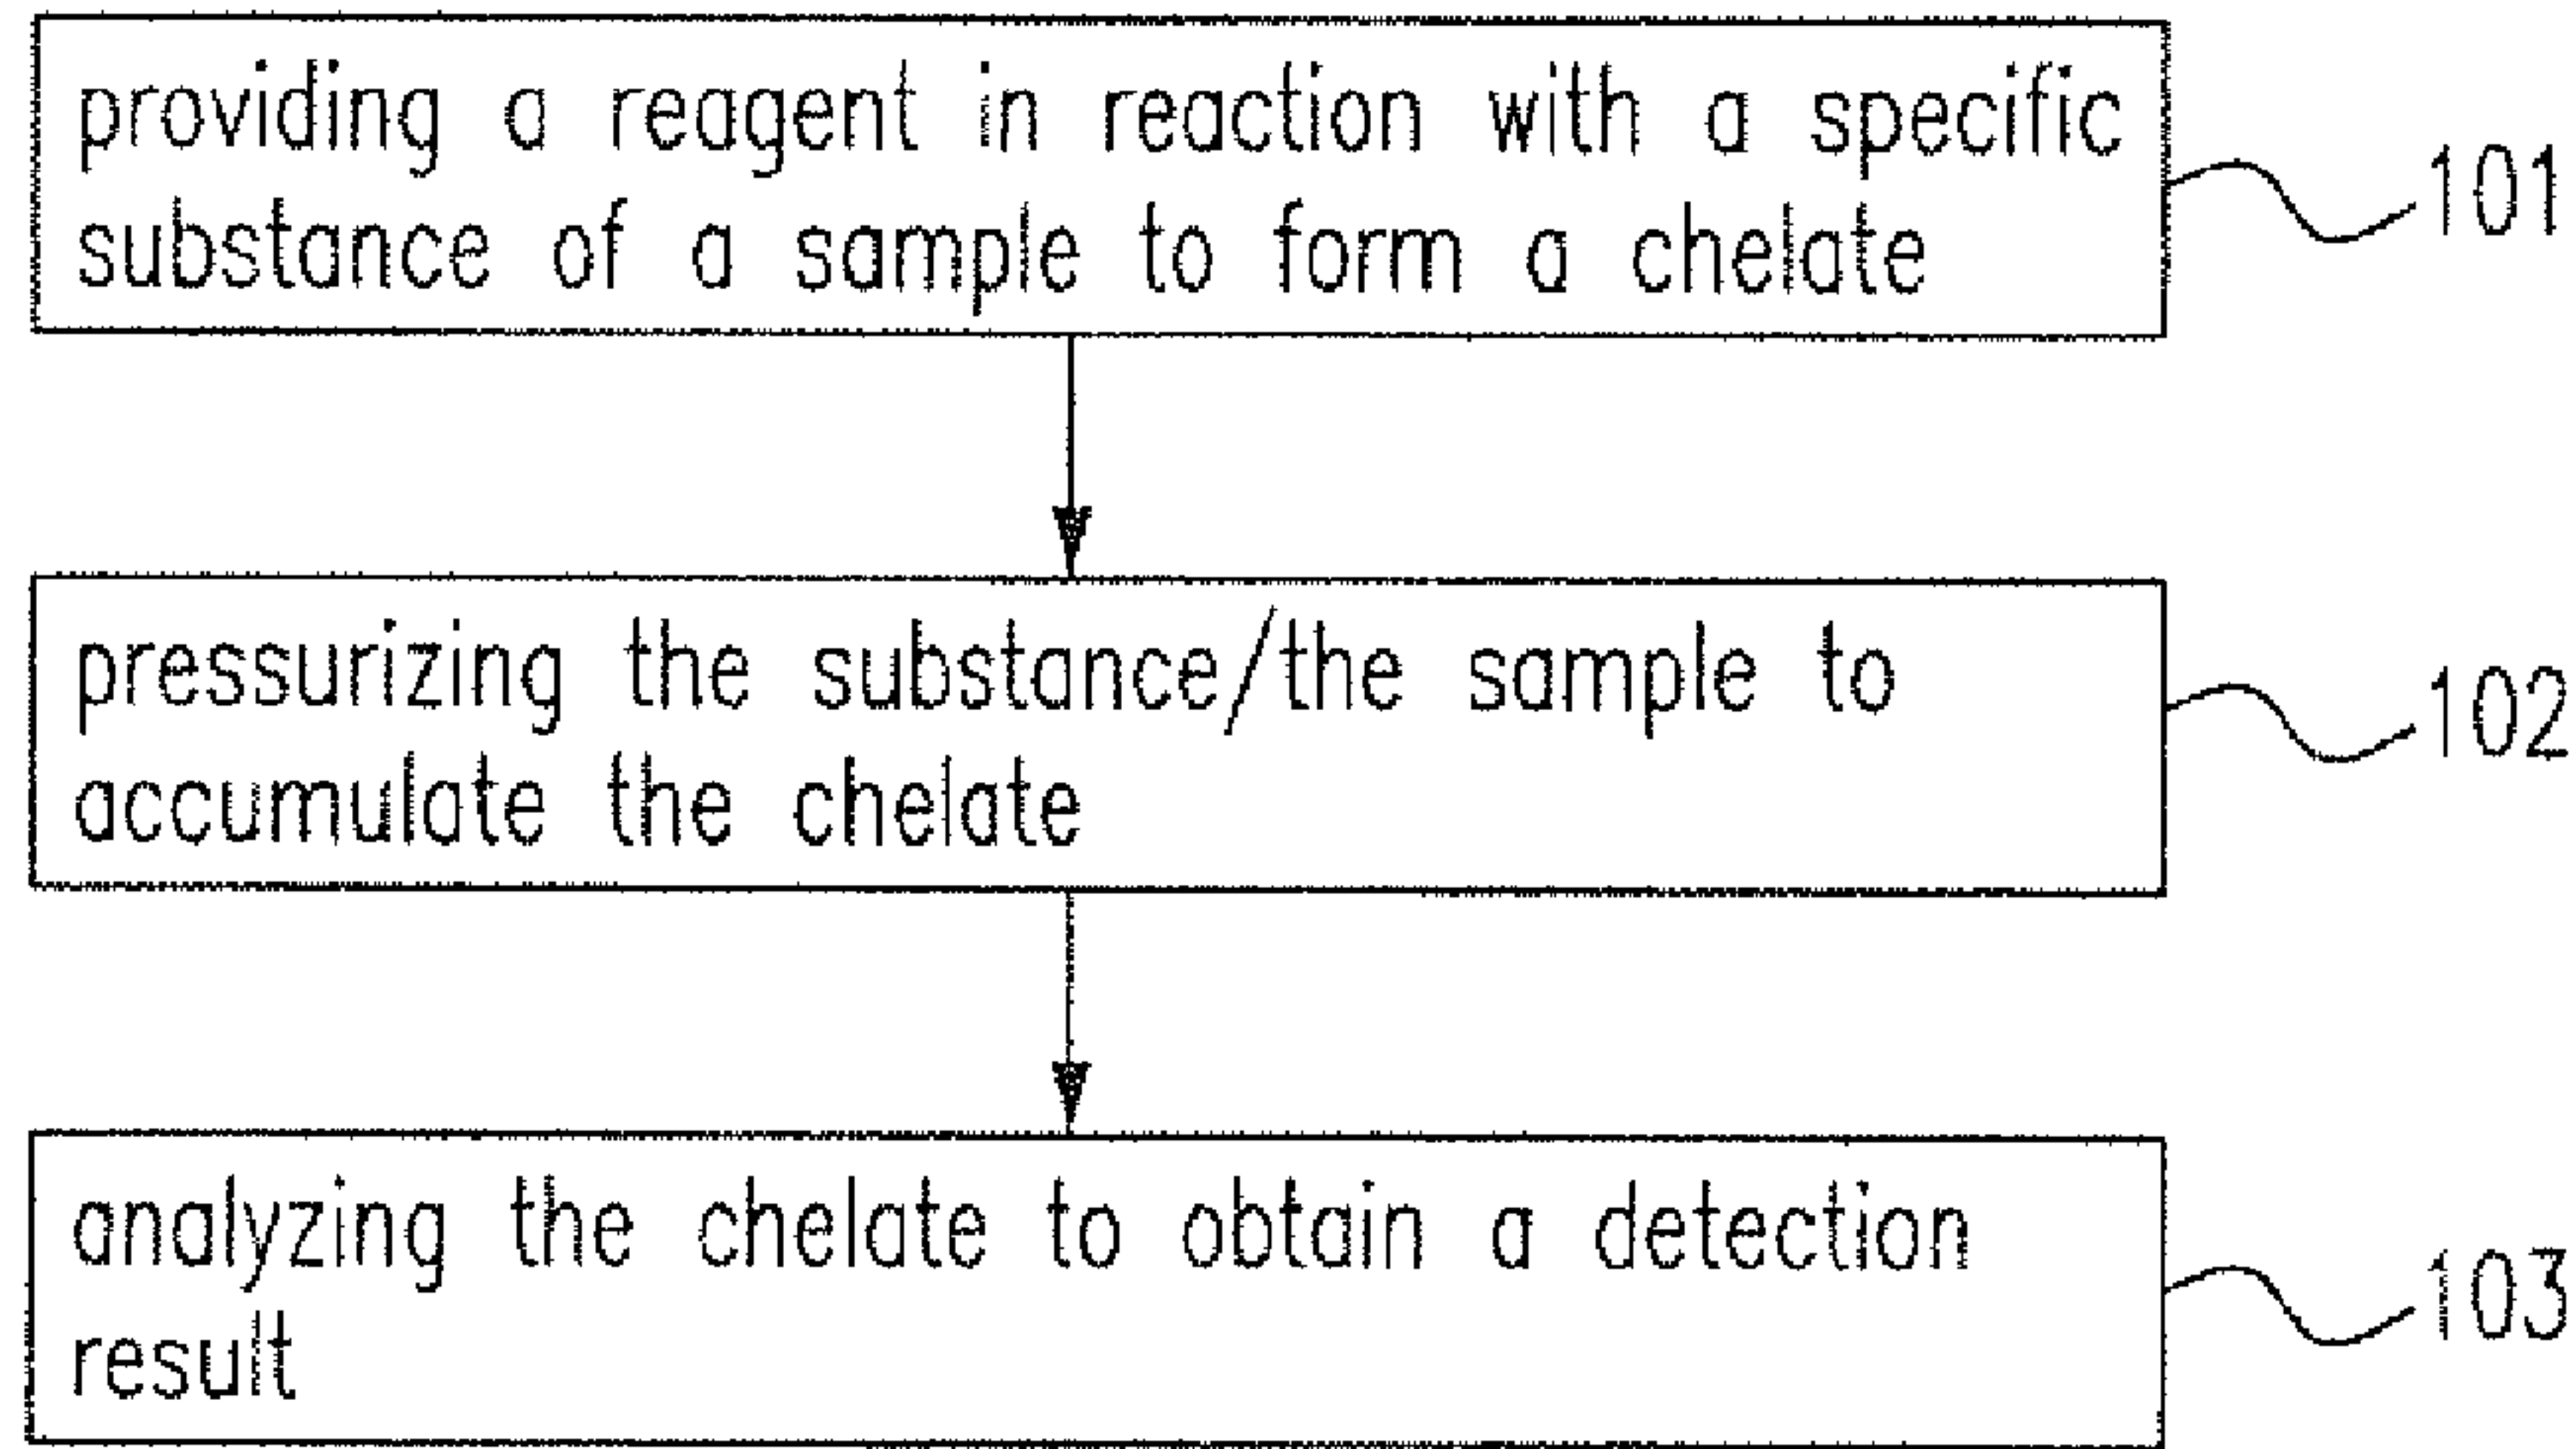 providing a reagent in reaction with a specific
substance of a sample to form a chelate
101
pressurizing the substance/the sample to
accumulate the chelate
102
analyzing the chelate to obtain a detection
result
103